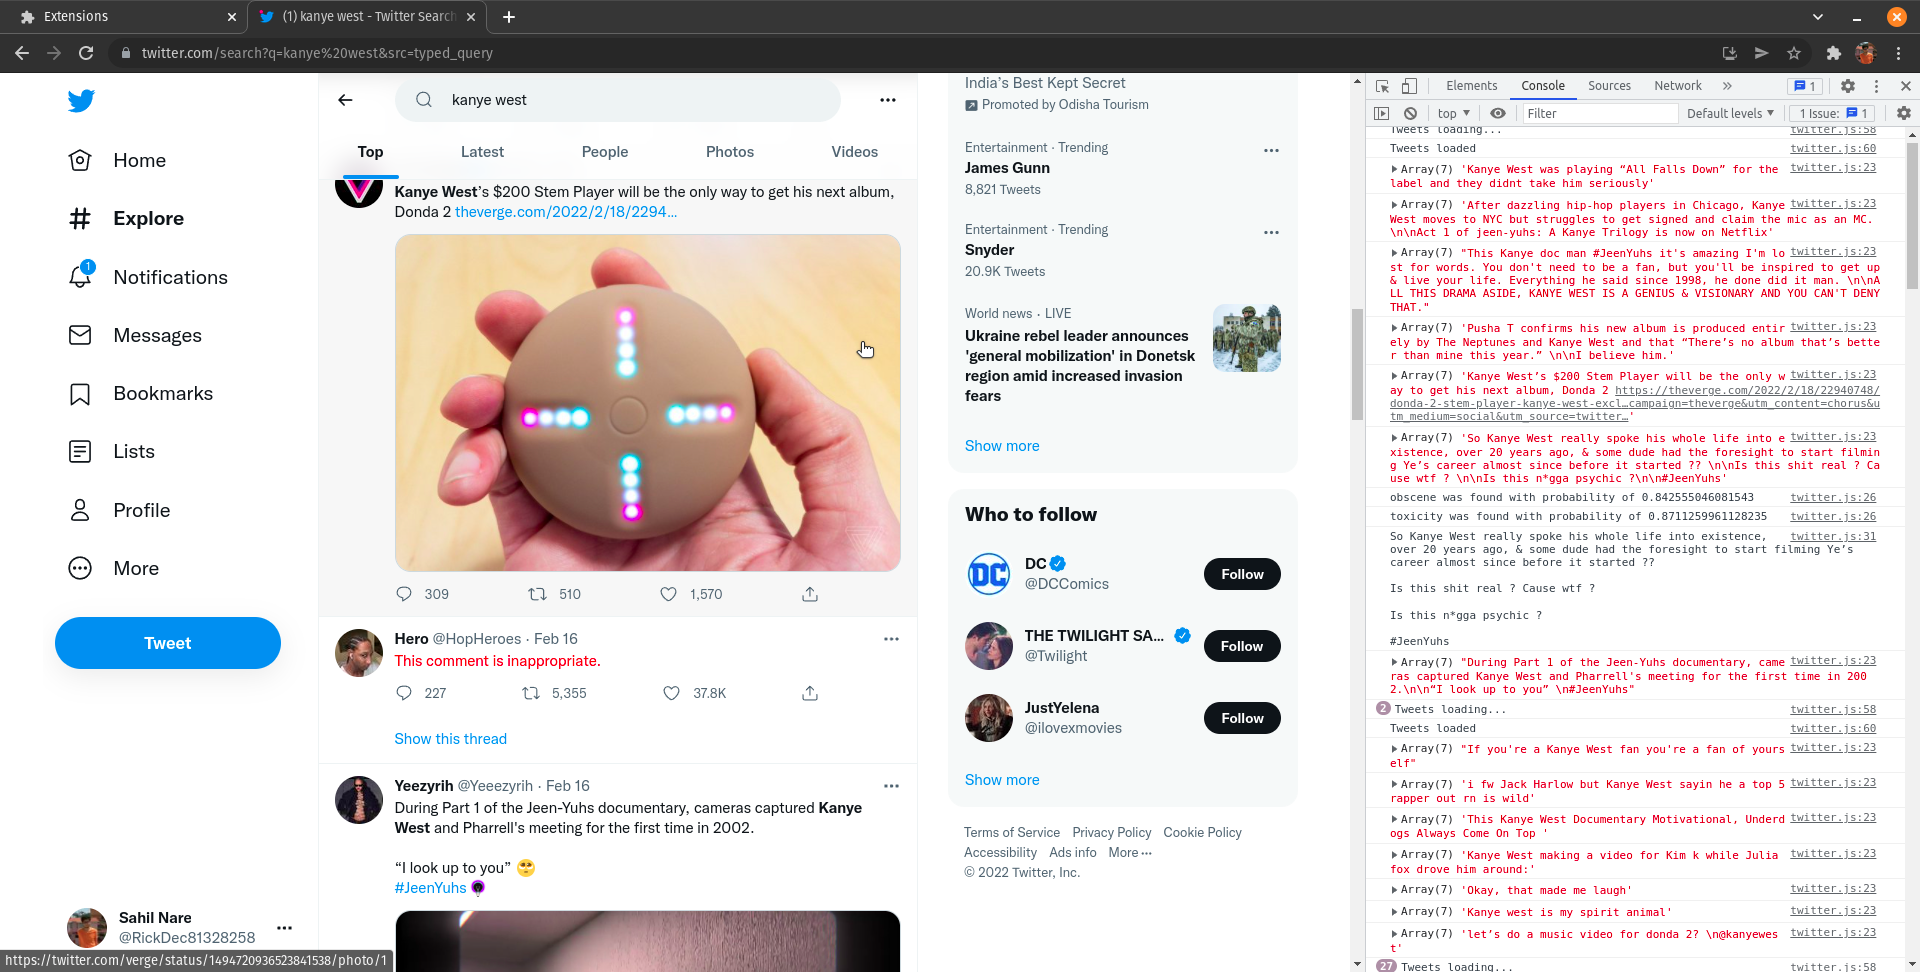 Extensions
(1) kanye west - Twitter Search
twitter.com/search?q=kanye%20west&src=typed_query
Home
Explore
1
Notifications
Messages
Bookmarks
Lists
Profile
More
Tweet
Sahil Nare
@RickDec81328258
https://twitter.com/verge/status/1494720936523841538/photo/1
kanye west
Top
Latest
People
Photos
Videos
Kanye West's $200 Stem Player will be the only way to get his next album,
Donda 2 theverge.com/2022/2/18/2294...
309
510
1,570
Hero @HopHeroes · Feb 16
This comment is inappropriate.
227
5,355
37.8K
Show this thread
Yeezyrih @Yeeezyrih · Feb 16
During Part 1 of the Jeen-Yuhs documentary, cameras captured Kanye
West and Pharrell's meeting for the first time in 2002.
“I look up to you”
#JeenYuhs
India's Best Kept Secret
Promoted by Odisha Tourism
Entertainment · Trending
James Gunn
8,821 Tweets
Entertainment · Trending
Snyder
20.9K Tweets
World news · LIVE
Ukraine rebel leader announces
'general mobilization' in Donetsk
region amid increased invasion
fears
Show more
Who to follow
DC
@DCComics
Follow
THE TWILIGHT SA...
@Twilight
Follow
JustYelena
@ilovexmovies
Follow
Show more
Terms of Service Privacy Policy Cookie Policy
Accessibility Ads info More
© 2022 Twitter, Inc.
Elements Console Sources Network » 1
top Filter Default levels 1 Issue: 1
Tweets loading... twitter.js:58
Tweets loaded twitter.js:60
Array(7) 'Kanye West was playing “All Falls Down” for the twitter.js:23
label and they didnt take him seriously'
Array(7) 'After dazzling hip-hop players in Chicago, Kanye twitter.js:23
West moves to NYC but struggles to get signed and claim the mic as an MC.
\n\nAct 1 of jeen-yuhs: A Kanye Trilogy is now on Netflix'
Array(7) "This Kanye doc man #JeenYuhs it's amazing I'm lo twitter.js:23
st for words. You don't need to be a fan, but you'll be inspired to get up
& live your life. Everything he said since 1998, he done did it man. \n\nA
LL THIS DRAMA ASIDE, KANYE WEST IS A GENIUS & VISIONARY AND YOU CAN'T DENY
THAT."
Array(7) 'Pusha T confirms his new album is produced entir twitter.js:23
ely by The Neptunes and Kanye West and that “There's no album that's bette
r than mine this year.” \n\nI believe him.'
Array(7) 'Kanye West's $200 Stem Player will be the only w twitter.js:23
ay to get his next album, Donda 2 https://theverge.com/2022/2/18/22940748/
donda-2-stem-player-kanye-west-excl…campaign=theverge&utm_content=chorus&u
tm_medium=social&utm_source=twitter…'
Array(7) 'So Kanye West really spoke his whole life into e twitter.js:23
xistence, over 20 years ago, & some dude had the foresight to start filmin
g Ye's career almost since before it started ?? \n\nIs this shit real ? Ca
use wtf ? \n\nIs this n*gga psychic ?\n\n#JeenYuhs'
obscene was found with probability of 0.842555046081543 twitter.js:26
toxicity was found with probability of 0.8711259961128235 twitter.js:26
So Kanye West really spoke his whole life into existence, twitter.js:31
over 20 years ago, & some dude had the foresight to start filming Ye's
career almost since before it started ??
Is this shit real ? Cause wtf ?
Is this n*gga psychic ?
#JeenYuhs
Array(7) "During Part 1 of the Jeen-Yuhs documentary, came twitter.js:23
ras captured Kanye West and Pharrell's meeting for the first time in 200
2.\n\n“I look up to you” \n#JeenYuhs"
2 Tweets loading... twitter.js:58
Tweets loaded twitter.js:60
Array(7) "If you're a Kanye West fan you're a fan of yours twitter.js:23
elf"
Array(7) 'i fw Jack Harlow but Kanye West sayin he a top 5 twitter.js:23
rapper out rn is wild'
Array(7) 'This Kanye West Documentary Motivational, Underd twitter.js:23
ogs Always Come On Top '
Array(7) 'Kanye West making a video for Kim k while Julia twitter.js:23
fox drove him around:'
Array(7) 'Okay, that made me laugh' twitter.js:23
Array(7) 'Kanye west is my spirit animal' twitter.js:23
Array(7) 'let's do a music video for donda 2? \n@kanyewes twitter.js:23
t'
27 Tweets loading... twitter.js:58